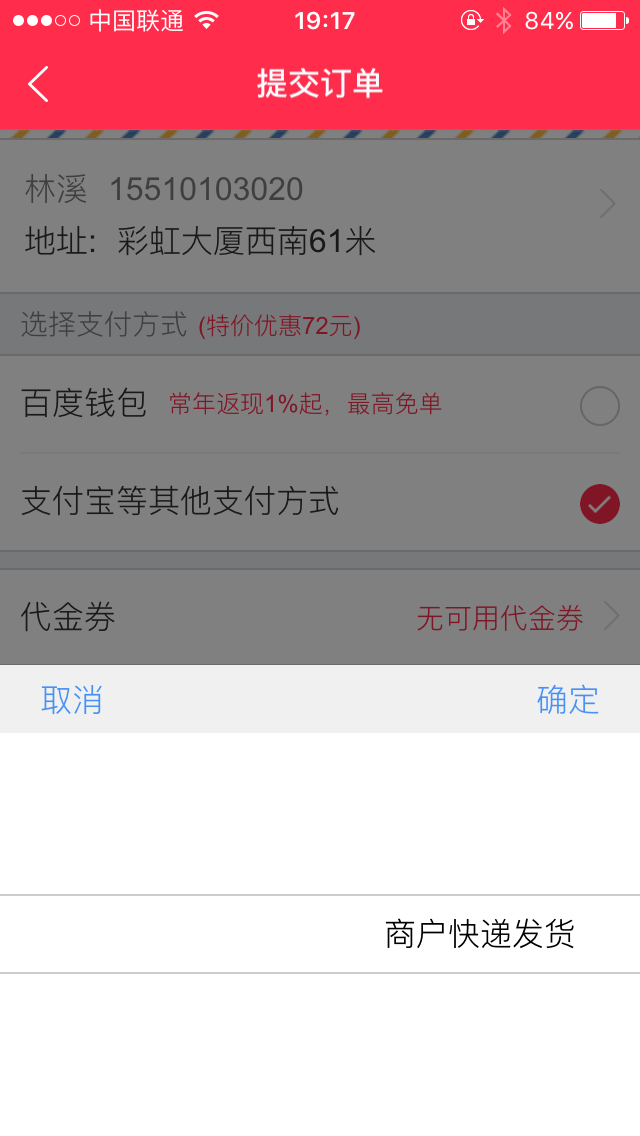 中国联通 19:17 84%
提交订单
林溪 15510103020
地址: 彩虹大厦西南61米
选择支付方式 (特价优惠72元)
百度钱包 常年返现1%起，最高免单
支付宝等其他支付方式
代金券 无可用代金券
取消 确定
商户快递发货